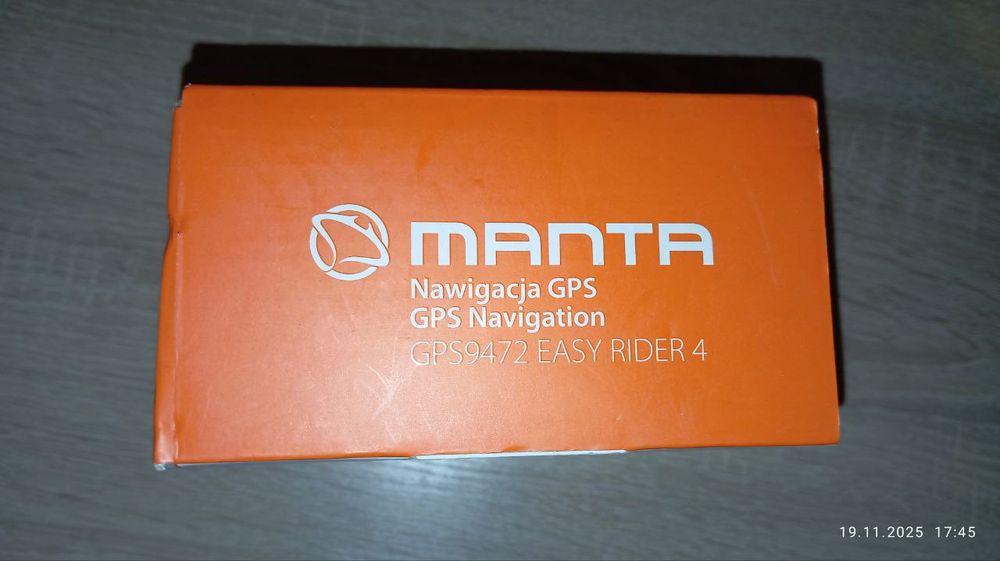 MANTA
Nawigacja GPS
GPS Navigation
GPS9472 EASY RIDER 4
19.11.2025 17:45